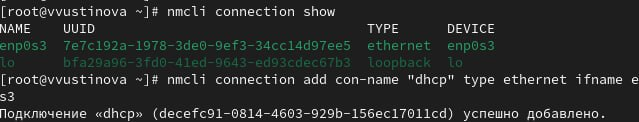 [root@vvustinova ~]# nmcli connection show
NAME    UUID                                  TYPE      DEVICE
enp0s3  7e7c192a-1978-3de0-9ef3-34cc14d97ee5  ethernet  enp0s3
lo      bfa29a96-3fd0-41ed-9643-ed93cdec67b3  loopback  lo
[root@vvustinova ~]# nmcli connection add con-name "dhcp" type ethernet ifname e
s3
Подключение «dhcp» (decefc91-0814-4603-929b-156ec17011cd) успешно добавлено.